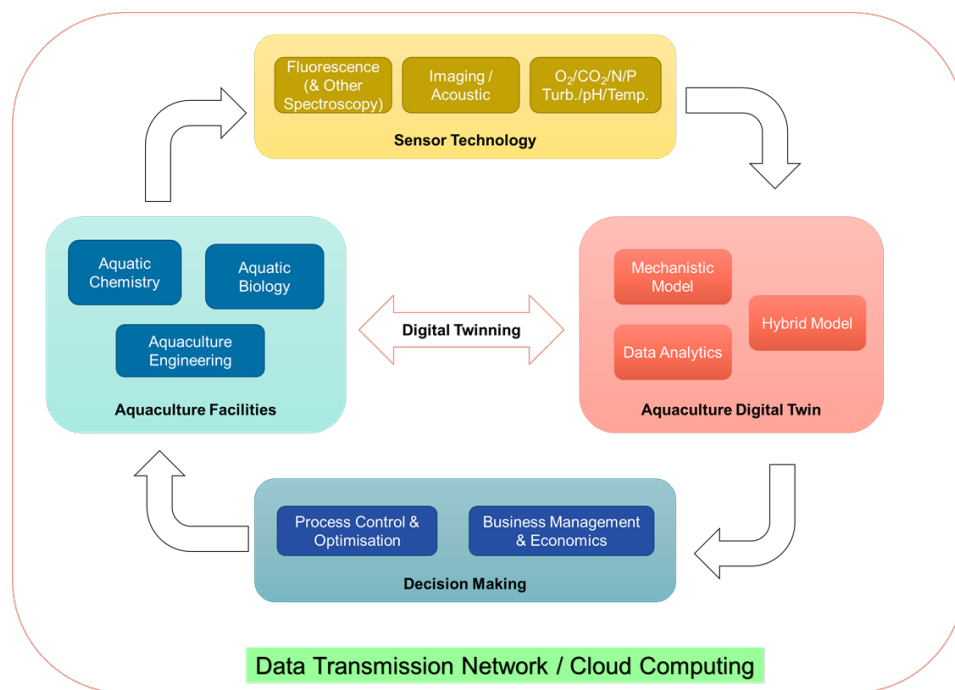 Fluorescence
(& Other
Spectroscopy)
Imaging /
Acoustic
O₂/CO₂/N/P
Turb./pH/Temp.
Sensor Technology
Aquatic
Chemistry
Aquatic
Biology
Aquaculture
Engineering
Aquaculture Facilities
Digital Twinning
Mechanistic
Model
Hybrid Model
Data Analytics
Aquaculture Digital Twin
Process Control &
Optimisation
Business Management
& Economics
Decision Making
Data Transmission Network / Cloud Computing